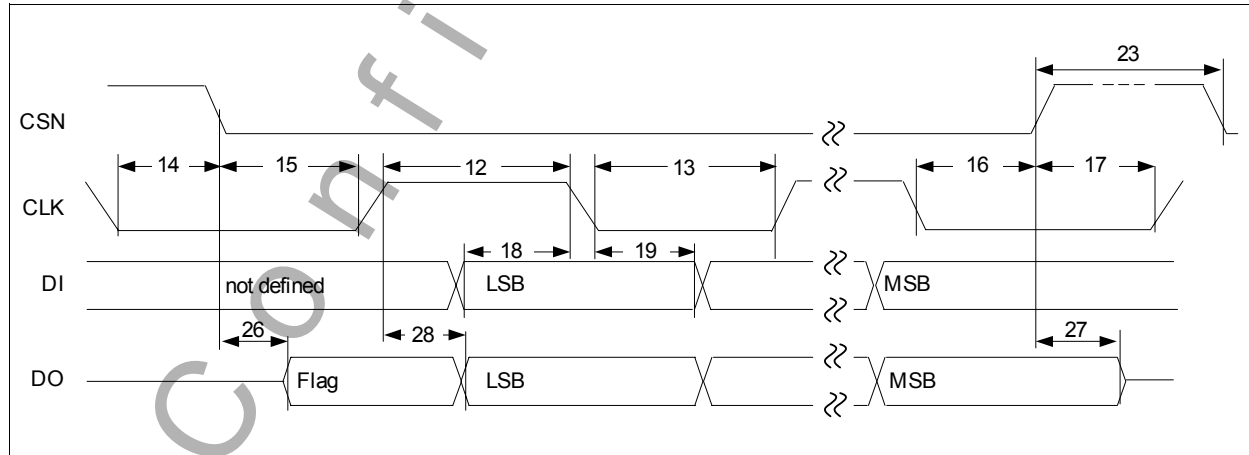 23
CSN
14 15 12 13 16 17
CLK
18 19
DI not defined LSB MSB
26 28 27
DO Flag LSB MSB
C o n f i